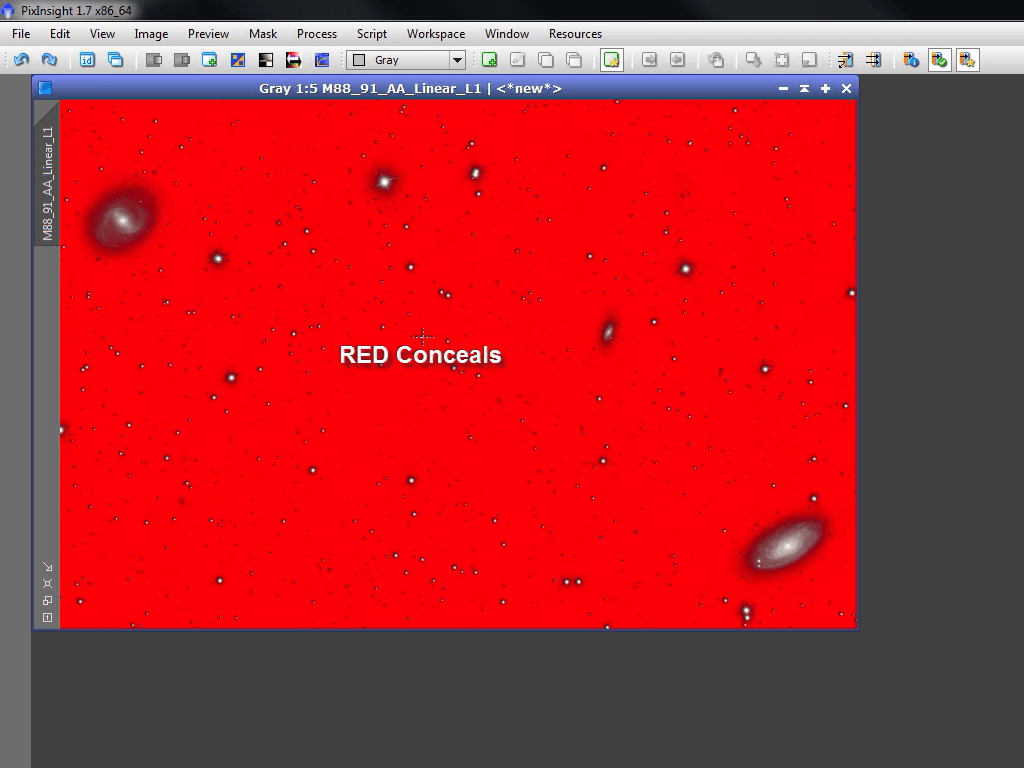 PixInsight 1.7 x86_64
File Edit View Image Preview Mask Process Script Workspace Window Resources
id Gray
Gray 1:5 M88_91_AA_Linear_L1 | <*new*>
M88_91_AA_Linear_L1
RED Conceals